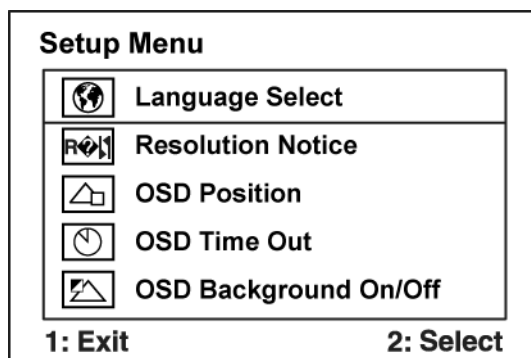 Setup Menu
Language Select
Resolution Notice
OSD Position
OSD Time Out
OSD Background On/Off
1: Exit 2: Select